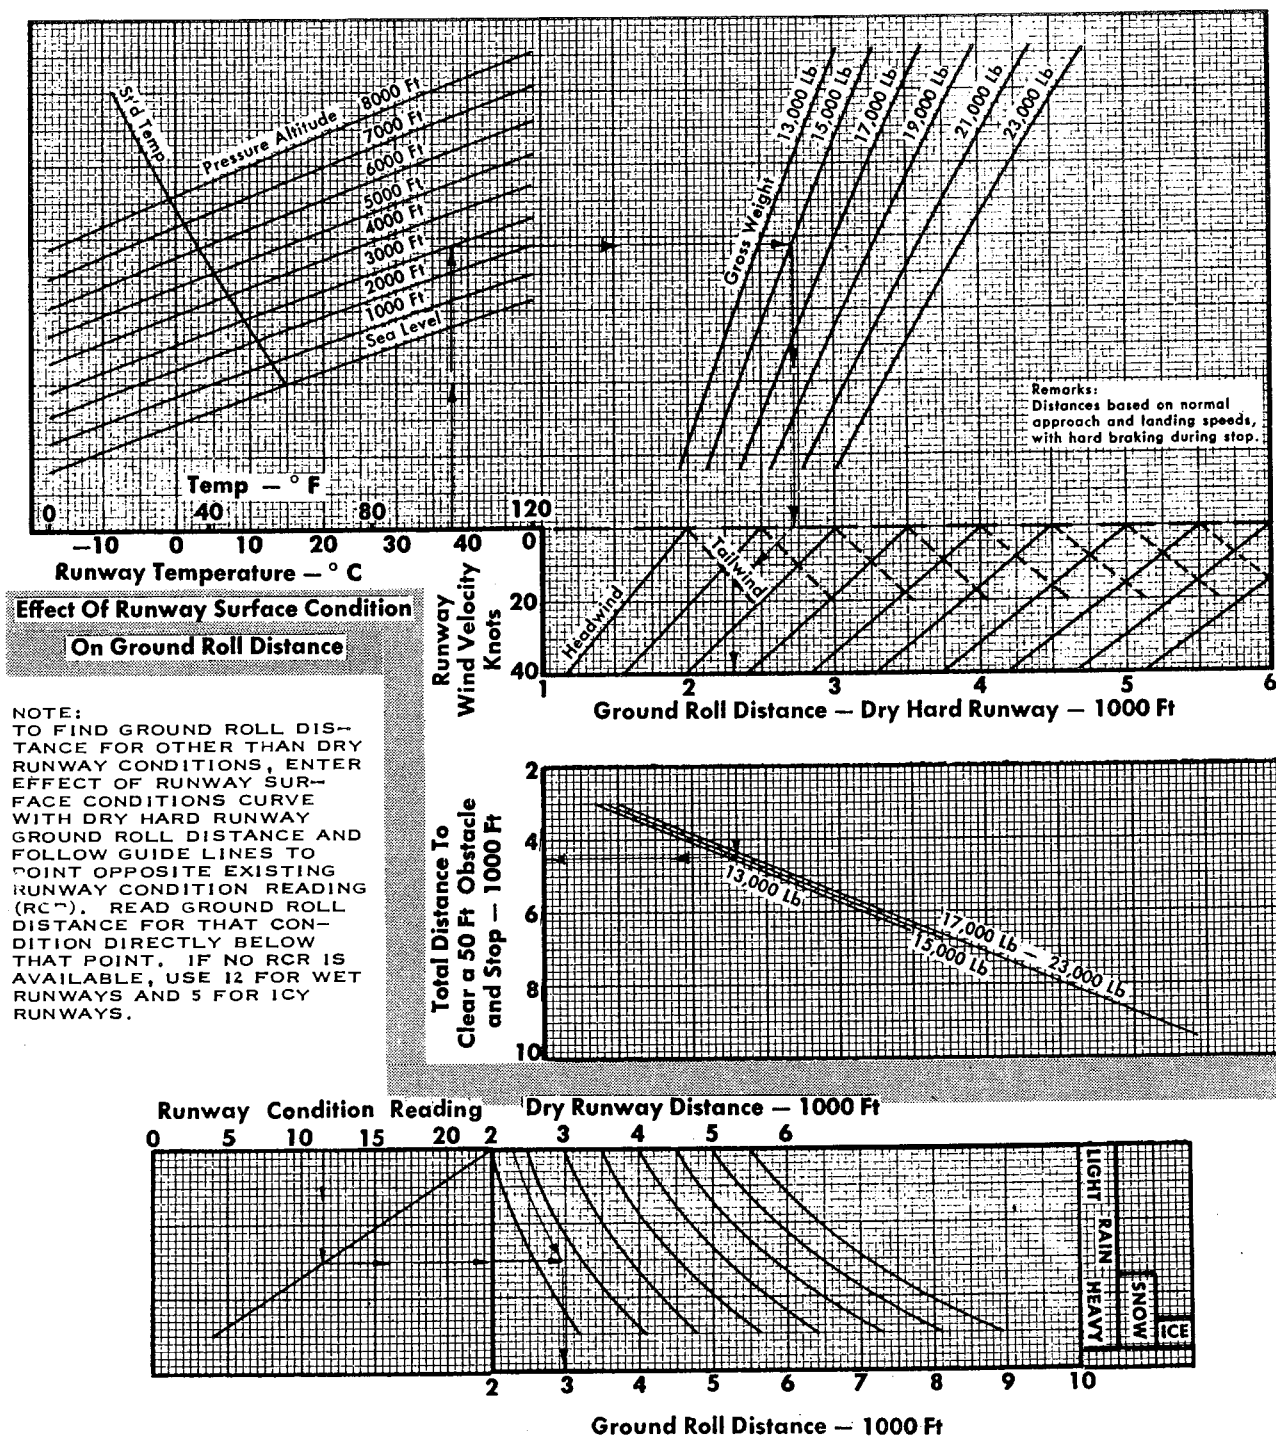 Std Temp
Pressure Altitude
8000 Ft
7000 Ft
6000 Ft
5000 Ft
4000 Ft
3000 Ft
2000 Ft
1000 Ft
Sea Level
Temp — °F
0 40 80 120
−10 0 10 20 30 40
Runway Temperature — °C
Gross Weight
13,000 Lb
15,000 Lb
17,000 Lb
19,000 Lb
21,000 Lb
23,000 Lb
Remarks:
Distances based on normal
approach and landing speeds,
with hard braking during stop.
Runway
Wind Velocity
Knots
0
20
40
Headwind
Tailwind
1 2 3 4 5 6
Ground Roll Distance — Dry Hard Runway — 1000 Ft
Effect Of Runway Surface Condition
On Ground Roll Distance
NOTE:
TO FIND GROUND ROLL DIS-
TANCE FOR OTHER THAN DRY
RUNWAY CONDITIONS, ENTER
EFFECT OF RUNWAY SUR-
FACE CONDITIONS CURVE
WITH DRY HARD RUNWAY
GROUND ROLL DISTANCE AND
FOLLOW GUIDE LINES TO
POINT OPPOSITE EXISTING
RUNWAY CONDITION READING
(RC). READ GROUND ROLL
DISTANCE FOR THAT CON-
DITION DIRECTLY BELOW
THAT POINT. IF NO RCR IS
AVAILABLE, USE 12 FOR WET
RUNWAYS AND 5 FOR ICY
RUNWAYS.
Total Distance To
Clear a 50 Ft Obstacle
and Stop — 1000 Ft
2
4
6
8
10
13,000 Lb
15,000 Lb
17,000 Lb — 23,000 Lb
Runway Condition Reading
0 5 10 15 20
Dry Runway Distance — 1000 Ft
2 3 4 5 6
LIGHT RAIN HEAVY
SNOW
ICE
2 3 4 5 6 7 8 9 10
Ground Roll Distance — 1000 Ft